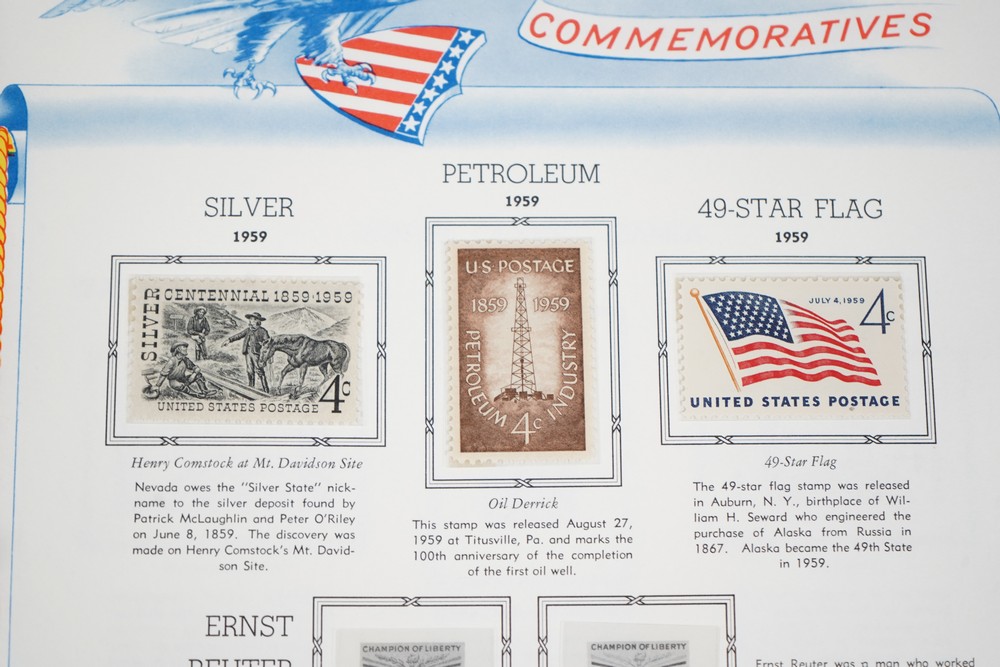 COMMEMORATIVES
SILVER
1959
SILVER
CENTENNIAL 1859·1959
4c
UNITED STATES POSTAGE
Henry Comstock at Mt. Davidson Site
Nevada owes the "Silver State" nick-
name to the silver deposit found by
Patrick McLaughlin and Peter O'Riley
on June 8, 1859. The discovery was
made on Henry Comstock's Mt. David-
son Site.
PETROLEUM
1959
U·S·POSTAGE
1859 1959
PETROLEUM INDUSTRY
4c
Oil Derrick
This stamp was released August 27,
1959 at Titusville, Pa. and marks the
100th anniversary of the completion
of the first oil well.
49-STAR FLAG
1959
JULY 4, 1959
4c
UNITED STATES POSTAGE
49-Star Flag
The 49-star flag stamp was released
in Auburn, N. Y., birthplace of Wil-
liam H. Seward who engineered the
purchase of Alaska from Russia in
1867. Alaska became the 49th State
in 1959.
ERNST
REUTER
CHAMPION OF LIBERTY
CHAMPION OF LIBERTY
Ernst Reuter was a man who worked